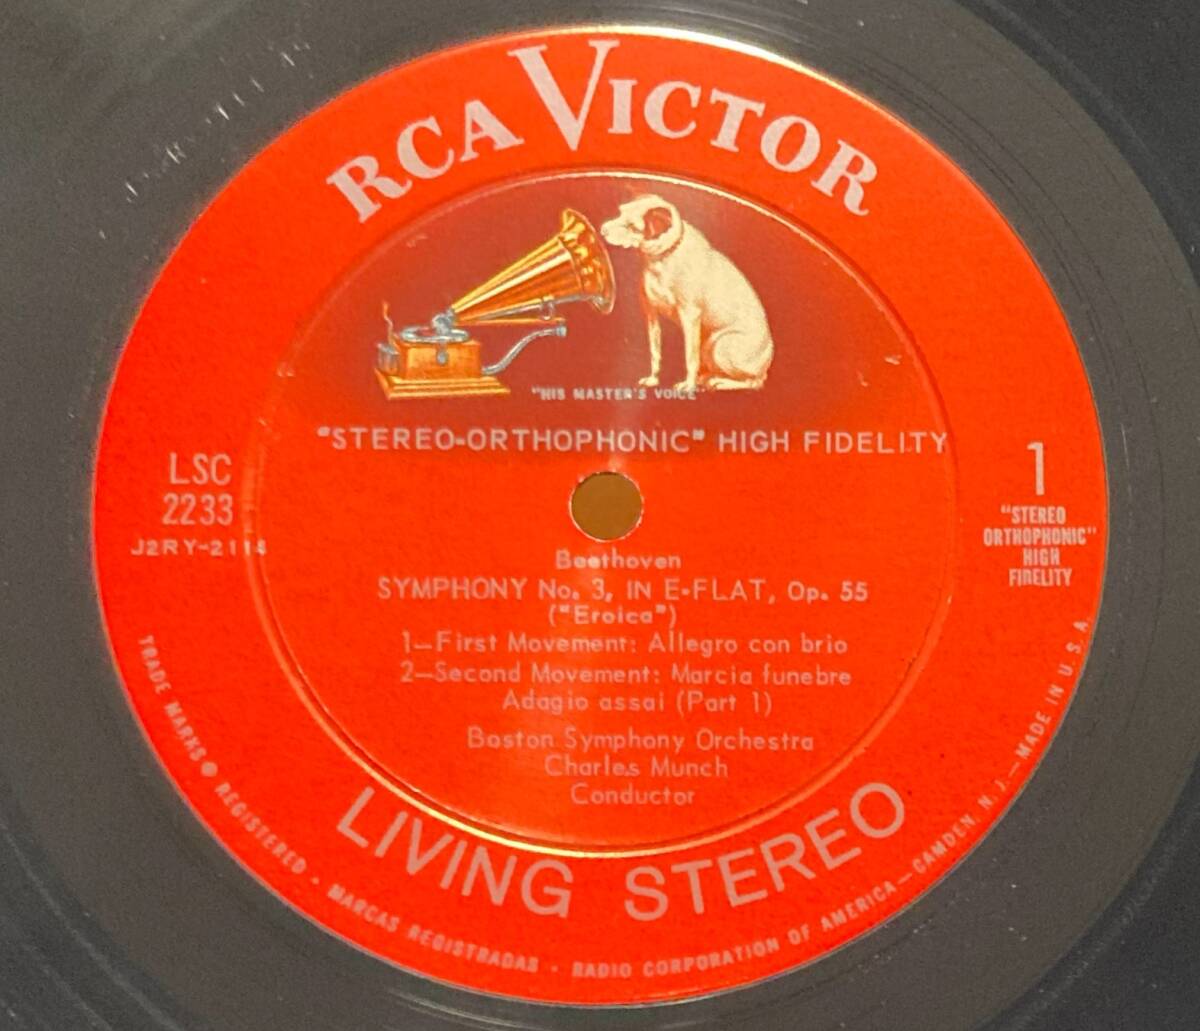 RCA VICTOR
"HIS MASTER'S VOICE"
"STEREO-ORTHOPHONIC" HIGH FIDELITY
LSC
2233
J2RY-2114
1
"STEREO
ORTHOPHONIC"
HIGH
FIDELITY
Beethoven
SYMPHONY No. 3, IN E-FLAT, Op. 55
("Eroica")
1—First Movement: Allegro con brio
2—Second Movement: Marcia funebre
Adagio assai (Part 1)
Boston Symphony Orchestra
Charles Munch
Conductor
LIVING STEREO
TRADE MARKS ® REGISTERED · MARCAS REGISTRADAS · RADIO CORPORATION OF AMERICA—CAMDEN, N. J.—MADE IN U. S. A.